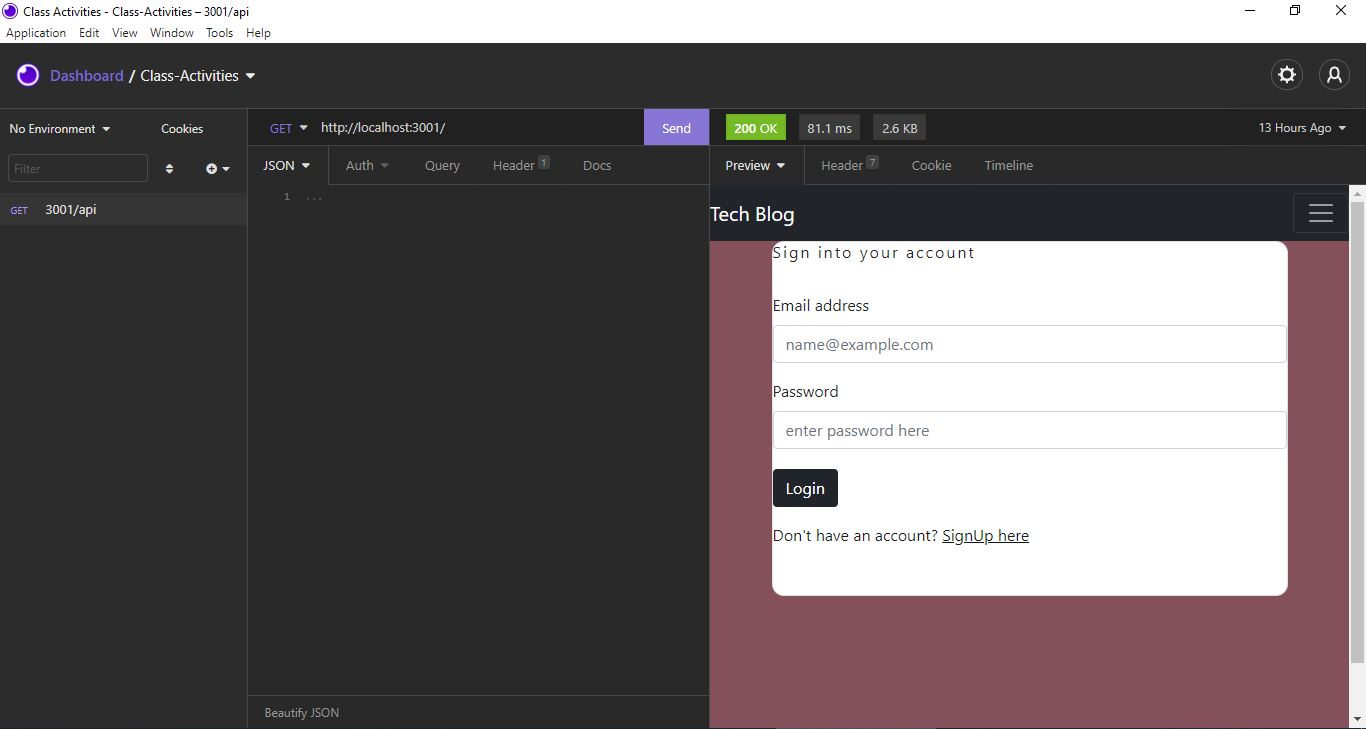 Class Activities - Class-Activities – 3001/api
Application Edit View Window Tools Help
Dashboard / Class-Activities
No Environment Cookies
Filter
GET 3001/api
GET http://localhost:3001/ Send
JSON Auth Query Header 1 Docs
1 ...
Beautify JSON
200 OK 81.1 ms 2.6 KB 13 Hours Ago
Preview Header 7 Cookie Timeline
Tech Blog
Sign into your account
Email address
name@example.com
Password
enter password here
Login
Don't have an account? SignUp here